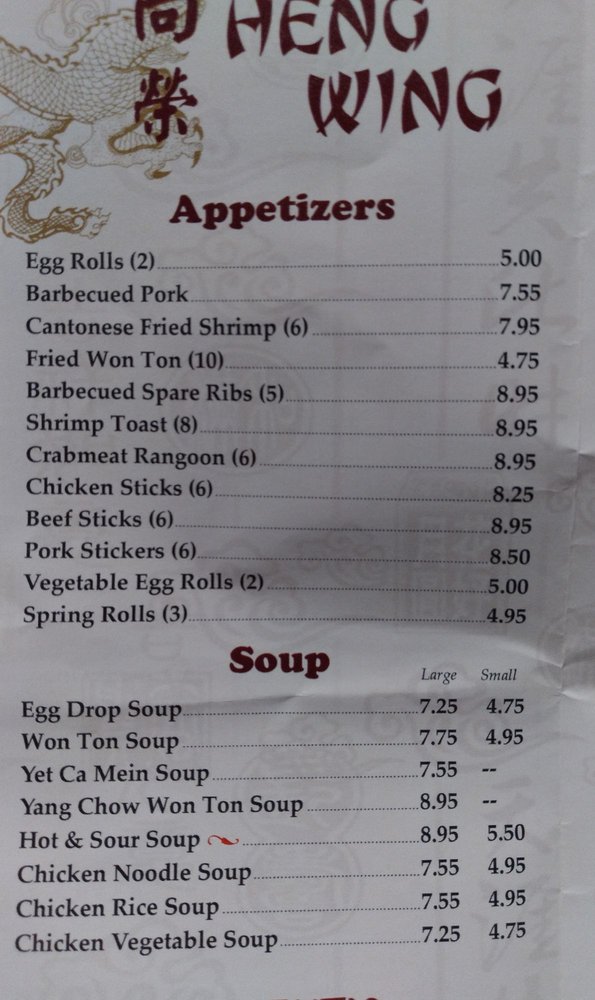 同 HENG
榮 WING
Appetizers
Egg Rolls (2) 5.00
Barbecued Pork 7.55
Cantonese Fried Shrimp (6) 7.95
Fried Won Ton (10) 4.75
Barbecued Spare Ribs (5) 8.95
Shrimp Toast (8) 8.95
Crabmeat Rangoon (6) 8.95
Chicken Sticks (6) 8.25
Beef Sticks (6) 8.95
Pork Stickers (6) 8.50
Vegetable Egg Rolls (2) 5.00
Spring Rolls (3) 4.95
Soup Large Small
Egg Drop Soup 7.25 4.75
Won Ton Soup 7.75 4.95
Yet Ca Mein Soup 7.55 --
Yang Chow Won Ton Soup 8.95 --
Hot & Sour Soup 8.95 5.50
Chicken Noodle Soup 7.55 4.95
Chicken Rice Soup 7.55 4.95
Chicken Vegetable Soup 7.25 4.75